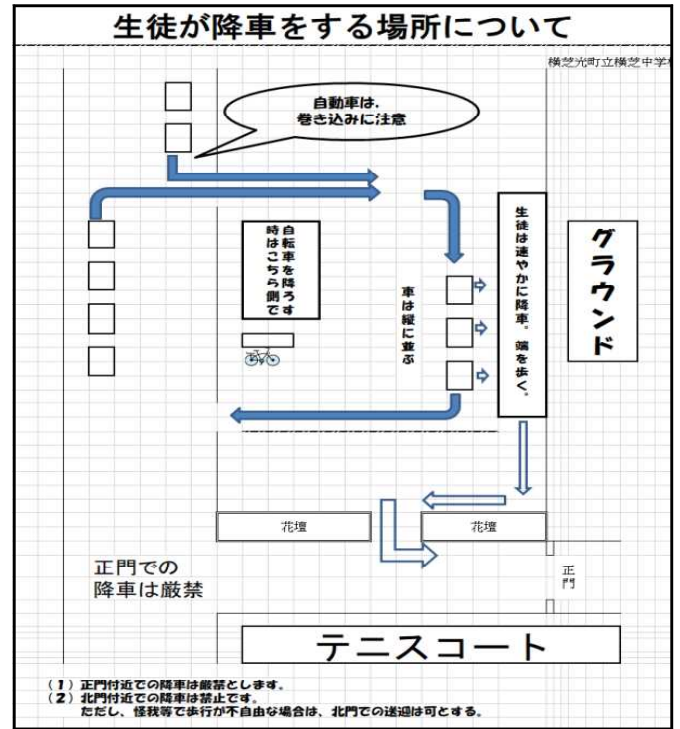 生徒が降車をする場所について
横芝光町立横芝中学校
自動車は、
巻き込みに注意
自転車を降ろす
時はこちら側で
車は縦に並ぶ
生徒は速やかに降車。端を歩く。
グラウンド
花壇
花壇
正門での
降車は厳禁
正門
テニスコート
(1)正門付近での降車は厳禁とします。
(2)北門付近での降車は禁止です。
ただし、怪我等で歩行が不自由な場合は、北門での送迎は可とする。